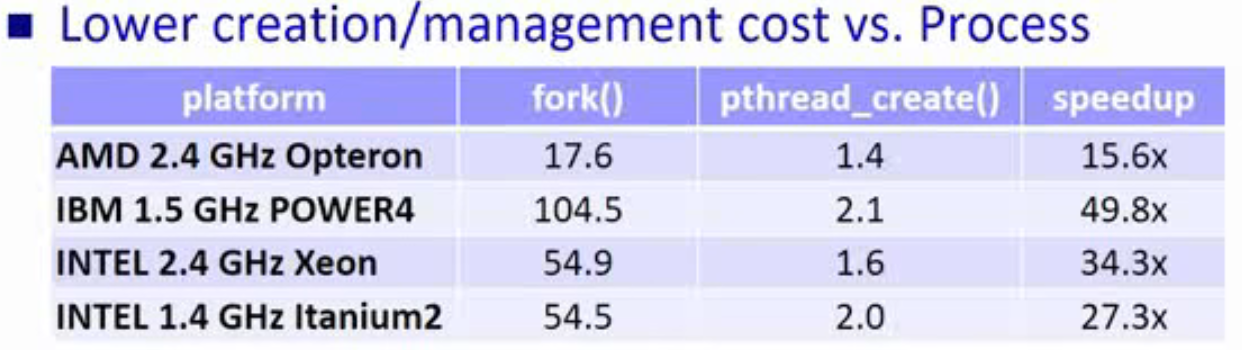 Lower creation/management cost vs. Process
platform fork() pthread_create() speedup
AMD 2.4 GHz Opteron 17.6 1.4 15.6x
IBM 1.5 GHz POWER4 104.5 2.1 49.8x
INTEL 2.4 GHz Xeon 54.9 1.6 34.3x
INTEL 1.4 GHz Itanium2 54.5 2.0 27.3x